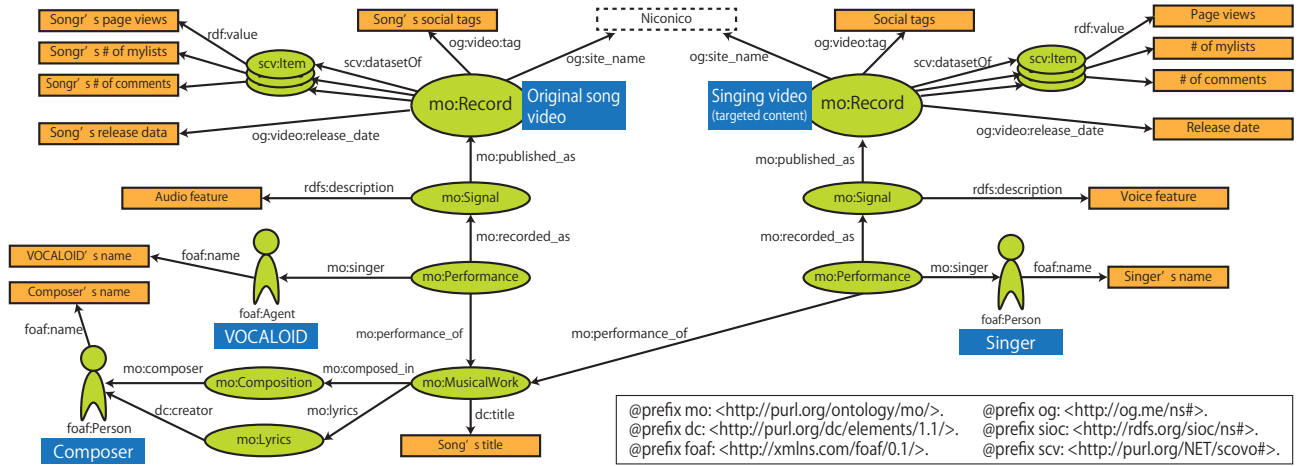 Songr's page views
Songr's # of mylists
Songr's # of comments
Song's release data
rdf:value
scv:Item
scv:datasetOf
Song's social tags
og:video:tag
og:site_name
Niconico
mo:Record
Original song
video
og:video:release_date
mo:published_as
Audio feature
rdfs:description
mo:Signal
mo:recorded_as
VOCALOID's name
foaf:name
mo:singer
mo:Performance
foaf:Agent
VOCALOID
Composer's name
foaf:name
mo:performance_of
mo:composer
mo:Composition
mo:composed_in
mo:MusicalWork
foaf:Person
dc:creator
mo:Lyrics
mo:lyrics
dc:title
Composer
Song's title
og:site_name
Social tags
og:video:tag
Singing video
(targeted content)
mo:Record
scv:datasetOf
scv:Item
rdf:value
Page views
# of mylists
# of comments
Release date
og:video:release_date
mo:published_as
mo:Signal
rdfs:description
Voice feature
mo:recorded_as
mo:Performance
mo:singer
foaf:name
Singer's name
foaf:Person
Singer
mo:performance_of
@prefix mo: <http://purl.org/ontology/mo/>.
@prefix dc: <http://purl.org/dc/elements/1.1/>.
@prefix foaf: <http://xmlns.com/foaf/0.1/>.
@prefix og: <http://og.me/ns#>.
@prefix sioc: <http://rdfs.org/sioc/ns#>.
@prefix scv: <http://purl.org/NET/scovo#>.